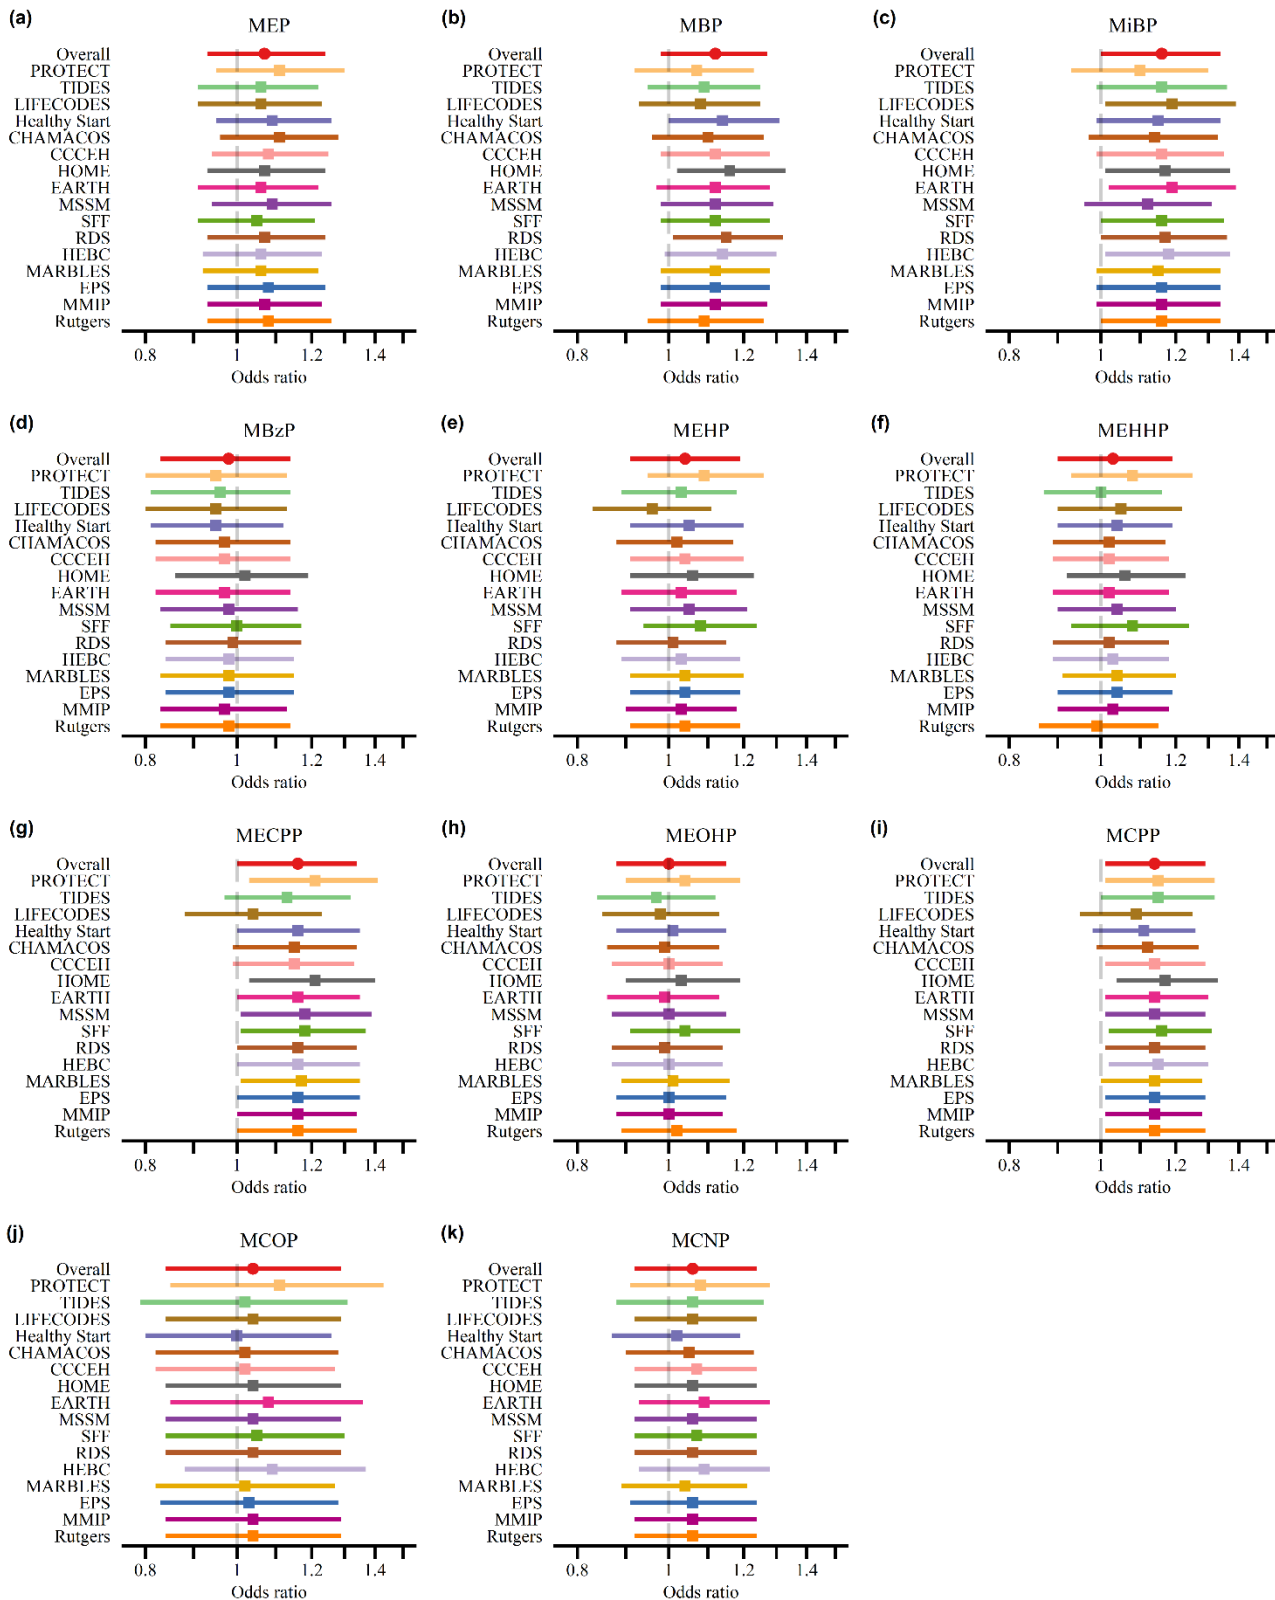 (a)
MEP
Overall
PROTECT
TIDES
LIFECODES
Healthy Start
CHAMACOS
CCCEH
HOME
EARTH
MSSM
SFF
RDS
HEBC
MARBLES
EPS
MMIP
Rutgers
0.8 1 1.2 1.4
Odds ratio
(b)
MBP
Overall
PROTECT
TIDES
LIFECODES
Healthy Start
CHAMACOS
CCCEH
HOME
EARTH
MSSM
SFF
RDS
HEBC
MARBLES
EPS
MMIP
Rutgers
0.8 1 1.2 1.4
Odds ratio
(c)
MiBP
Overall
PROTECT
TIDES
LIFECODES
Healthy Start
CHAMACOS
CCCEH
HOME
EARTH
MSSM
SFF
RDS
HEBC
MARBLES
EPS
MMIP
Rutgers
0.8 1 1.2 1.4
Odds ratio
(d)
MBzP
Overall
PROTECT
TIDES
LIFECODES
Healthy Start
CHAMACOS
CCCEH
HOME
EARTH
MSSM
SFF
RDS
HEBC
MARBLES
EPS
MMIP
Rutgers
0.8 1 1.2 1.4
Odds ratio
(e)
MEHP
Overall
PROTECT
TIDES
LIFECODES
Healthy Start
CHAMACOS
CCCEH
HOME
EARTH
MSSM
SFF
RDS
HEBC
MARBLES
EPS
MMIP
Rutgers
0.8 1 1.2 1.4
Odds ratio
(f)
MEHHP
Overall
PROTECT
TIDES
LIFECODES
Healthy Start
CHAMACOS
CCCEH
HOME
EARTH
MSSM
SFF
RDS
HEBC
MARBLES
EPS
MMIP
Rutgers
0.8 1 1.2 1.4
Odds ratio
(g)
MECPP
Overall
PROTECT
TIDES
LIFECODES
Healthy Start
CHAMACOS
CCCEH
HOME
EARTH
MSSM
SFF
RDS
HEBC
MARBLES
EPS
MMIP
Rutgers
0.8 1 1.2 1.4
Odds ratio
(h)
MEOHP
Overall
PROTECT
TIDES
LIFECODES
Healthy Start
CHAMACOS
CCCEH
HOME
EARTH
MSSM
SFF
RDS
HEBC
MARBLES
EPS
MMIP
Rutgers
0.8 1 1.2 1.4
Odds ratio
(i)
MCPP
Overall
PROTECT
TIDES
LIFECODES
Healthy Start
CHAMACOS
CCCEH
HOME
EARTH
MSSM
SFF
RDS
HEBC
MARBLES
EPS
MMIP
Rutgers
0.8 1 1.2 1.4
Odds ratio
(j)
MCOP
Overall
PROTECT
TIDES
LIFECODES
Healthy Start
CHAMACOS
CCCEH
HOME
EARTH
MSSM
SFF
RDS
HEBC
MARBLES
EPS
MMIP
Rutgers
0.8 1 1.2 1.4
Odds ratio
(k)
MCNP
Overall
PROTECT
TIDES
LIFECODES
Healthy Start
CHAMACOS
CCCEH
HOME
EARTH
MSSM
SFF
RDS
HEBC
MARBLES
EPS
MMIP
Rutgers
0.8 1 1.2 1.4
Odds ratio